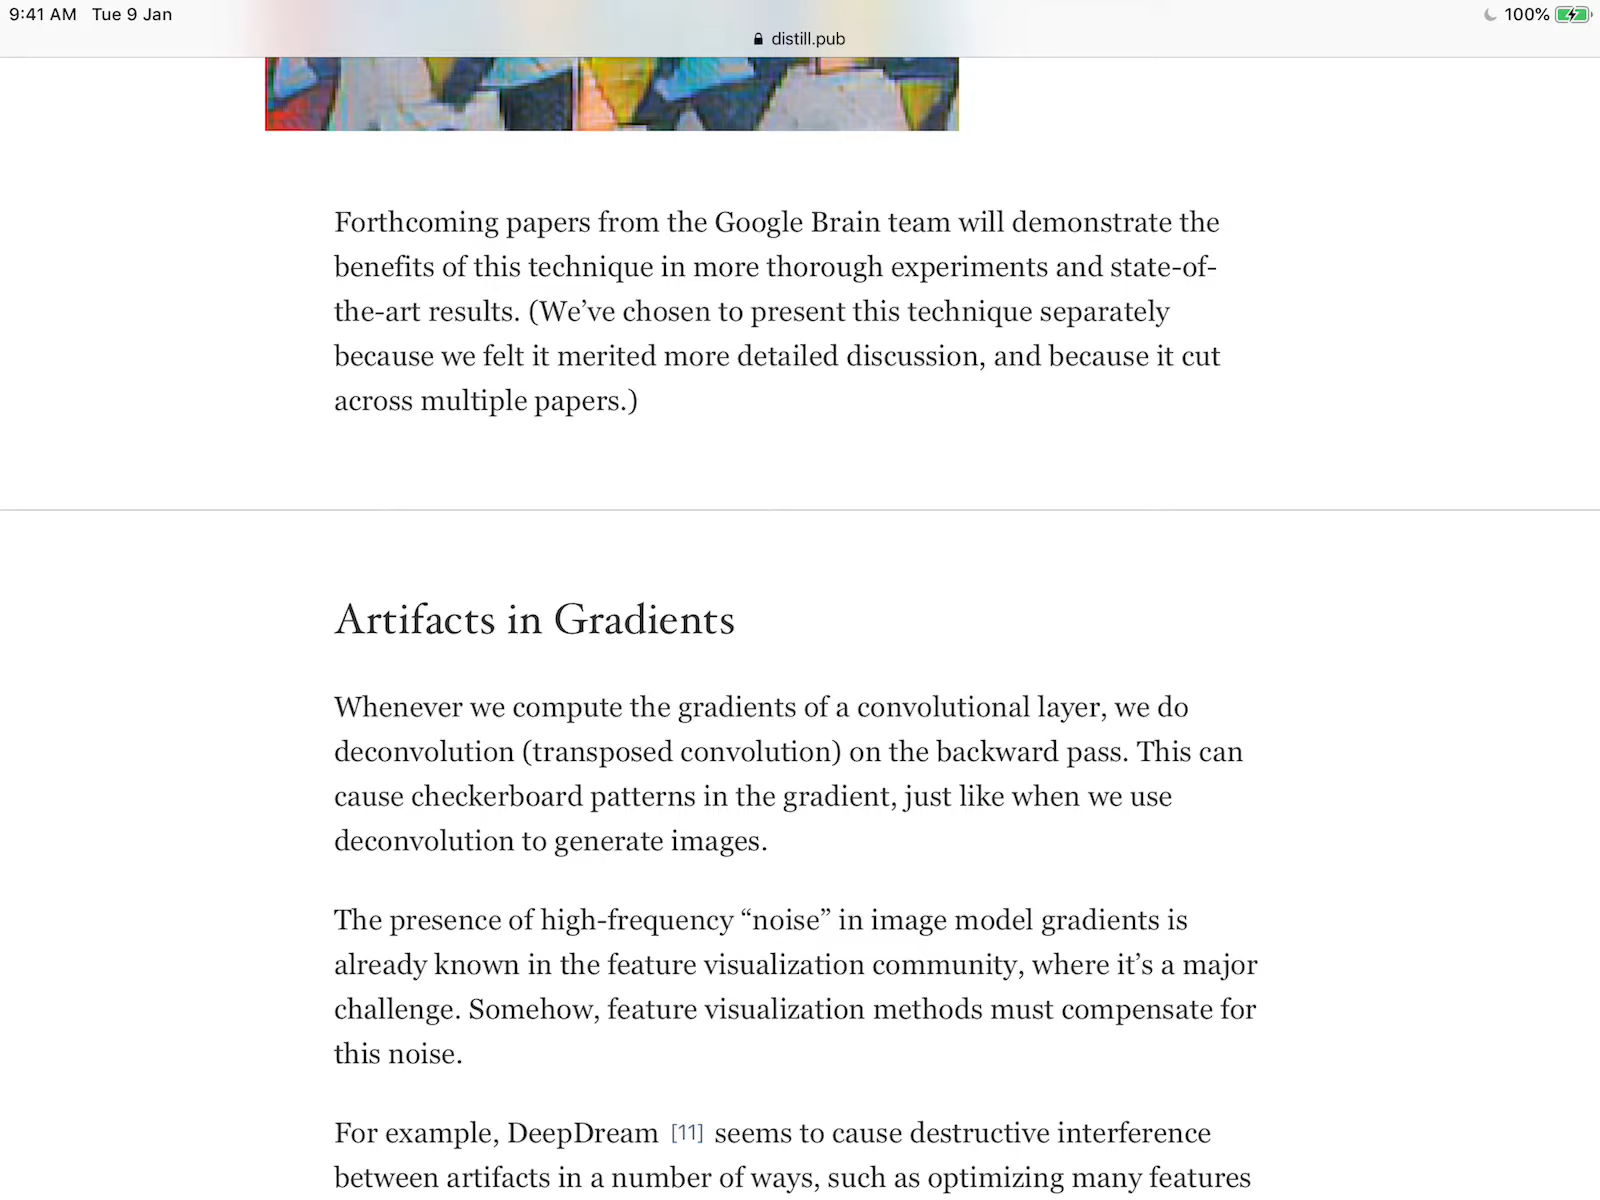 9:41 AM Tue 9 Jan
100%
distill.pub
Forthcoming papers from the Google Brain team will demonstrate the
benefits of this technique in more thorough experiments and state-of-
the-art results. (We’ve chosen to present this technique separately
because we felt it merited more detailed discussion, and because it cut
across multiple papers.)
Artifacts in Gradients
Whenever we compute the gradients of a convolutional layer, we do
deconvolution (transposed convolution) on the backward pass. This can
cause checkerboard patterns in the gradient, just like when we use
deconvolution to generate images.
The presence of high-frequency “noise” in image model gradients is
already known in the feature visualization community, where it’s a major
challenge. Somehow, feature visualization methods must compensate for
this noise.
For example, DeepDream [11] seems to cause destructive interference
between artifacts in a number of ways, such as optimizing many features